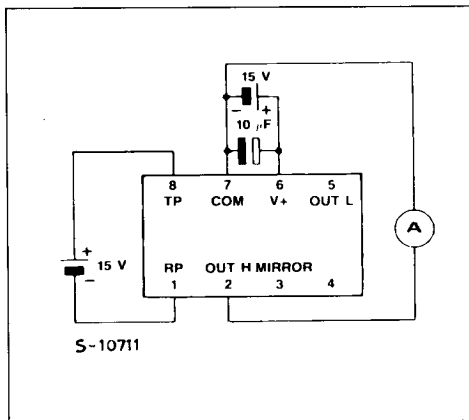 15 V
− +
10 μF
8 7 6 5
TP COM V+ OUT L
A
+
15 V
−
RP OUT H MIRROR
1 2 3 4
S-10711